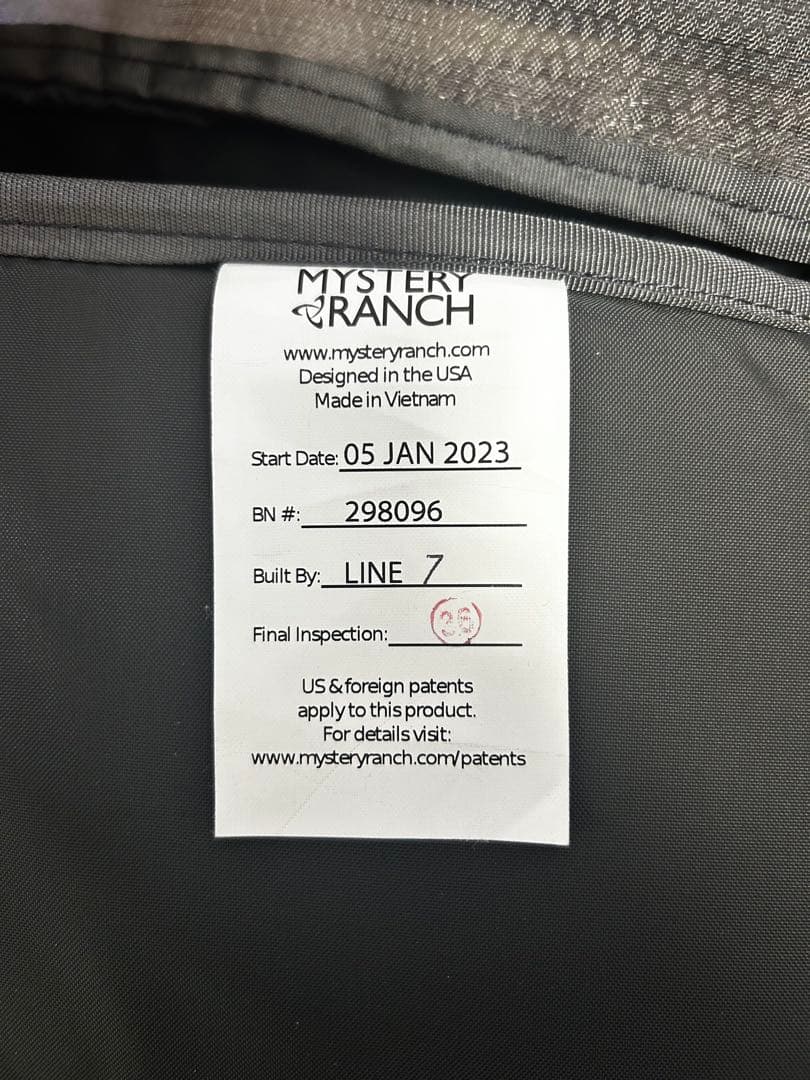 MYSTERY
RANCH
www.mysteryranch.com
Designed in the USA
Made in Vietnam
Start Date: 05 JAN 2023
BN #: 298096
Built By: LINE 7
Final Inspection: 36
US & foreign patents
apply to this product.
For details visit:
www.mysteryranch.com/patents